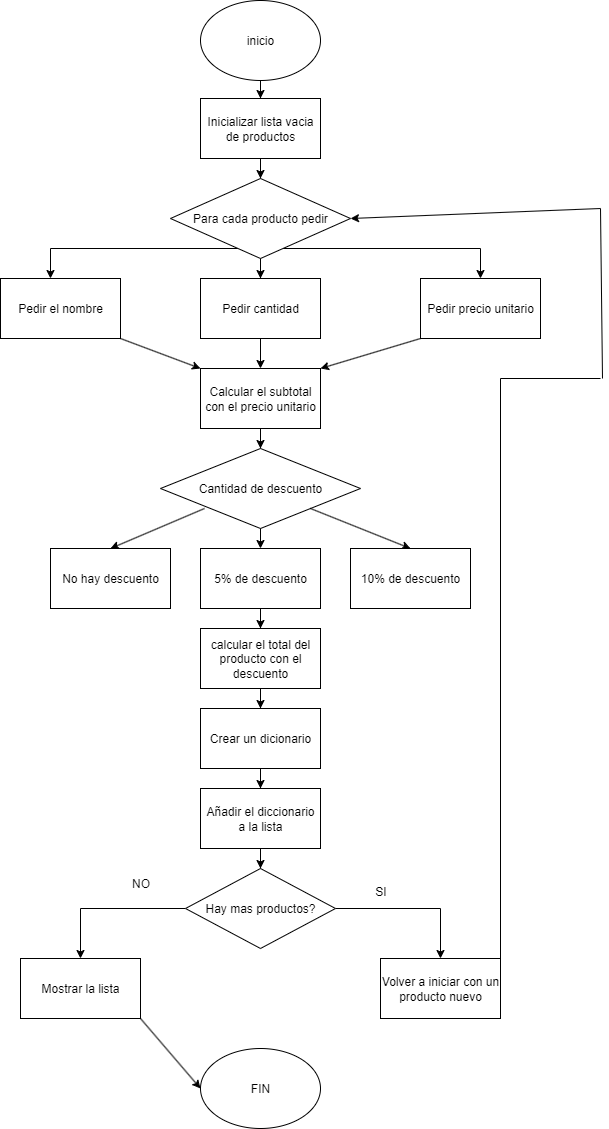 inicio
Inicializar lista vacia
de productos
Para cada producto pedir
Pedir el nombre
Pedir cantidad
Pedir precio unitario
Calcular el subtotal
con el precio unitario
Cantidad de descuento
No hay descuento
5% de descuento
10% de descuento
calcular el total del
producto con el
descuento
Crear un dicionario
Añadir el diccionario
a la lista
NO
Hay mas productos?
SI
Mostrar la lista
Volver a iniciar con un
producto nuevo
FIN